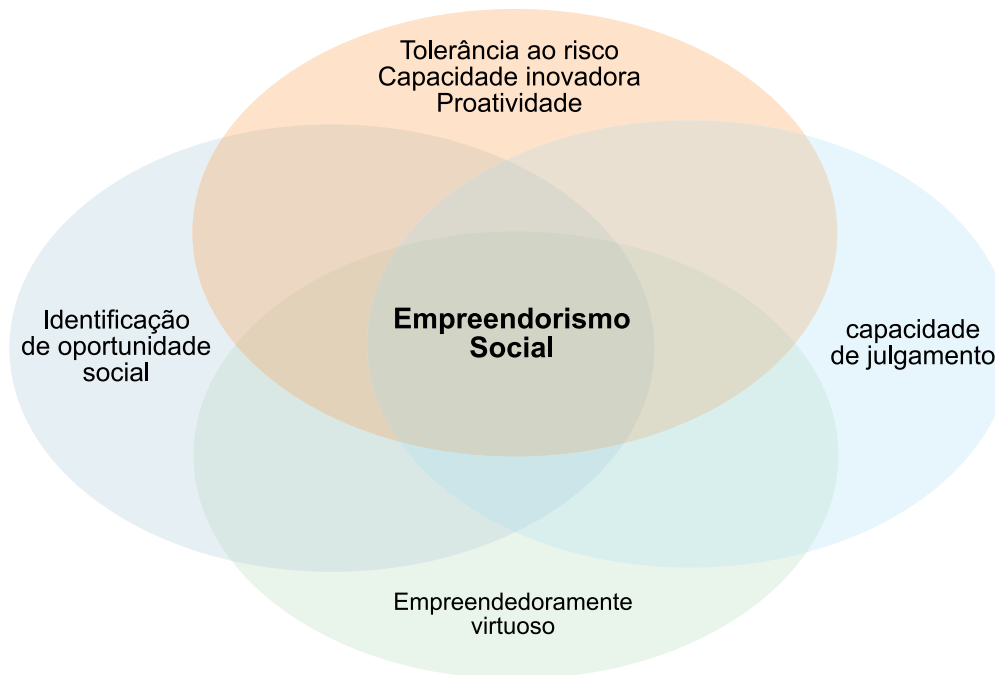 Tolerância ao risco
Capacidade inovadora
Proatividade
Identificação
de oportunidade
social
Empreendorismo
Social
capacidade
de julgamento
Empreendedoramente
virtuoso